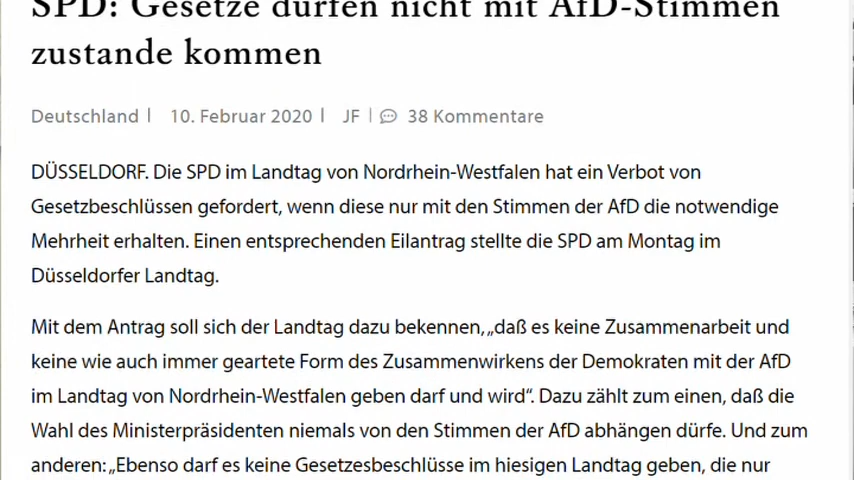 SPD: Gesetze dürfen nicht mit AfD-Stimmen
zustande kommen
Deutschland | 10. Februar 2020 | JF | 38 Kommentare
DÜSSELDORF. Die SPD im Landtag von Nordrhein-Westfalen hat ein Verbot von
Gesetzbeschlüssen gefordert, wenn diese nur mit den Stimmen der AfD die notwendige
Mehrheit erhalten. Einen entsprechenden Eilantrag stellte die SPD am Montag im
Düsseldorfer Landtag.
Mit dem Antrag soll sich der Landtag dazu bekennen, „daß es keine Zusammenarbeit und
keine wie auch immer geartete Form des Zusammenwirkens der Demokraten mit der AfD
im Landtag von Nordrhein-Westfalen geben darf und wird“. Dazu zählt zum einen, daß die
Wahl des Ministerpräsidenten niemals von den Stimmen der AfD abhängen dürfe. Und zum
anderen: „Ebenso darf es keine Gesetzesbeschlüsse im hiesigen Landtag geben, die nur